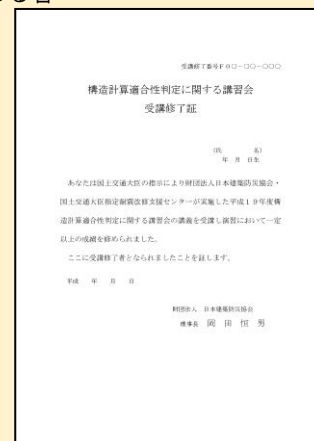 受講修了番号F00-00-000
構造計算適合性判定に関する講習会
受講修了証
(氏 名)
年 月 日生
あなたは国土交通大臣の指示により財団法人日本建築防災協会・
国土交通大臣指定耐震改修支援センターが実施した平成19年度構
造計算適合性判定に関する講習会の講義を受講し演習において一定
以上の成績を修められました。
ここに受講修了者となられましたことを証します。
平成 年 月 日
財団法人 日本建築防災協会
理事長 岡 田 恒 男